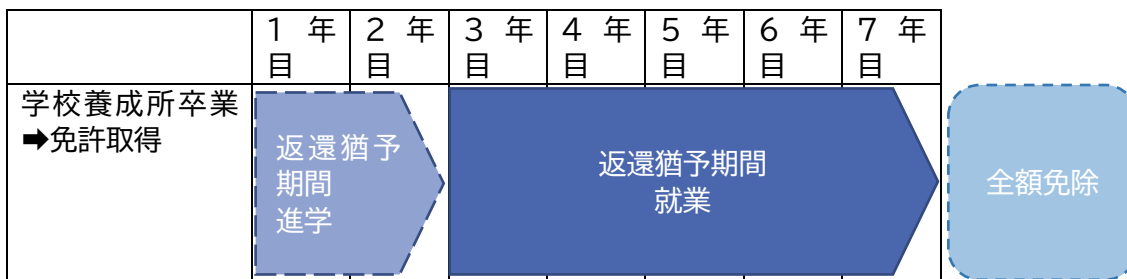 1年目
2年目
3年目
4年目
5年目
6年目
7年目
学校養成所卒業
➡免許取得
返還猶予
期間
進学
返還猶予期間
就業
全額免除